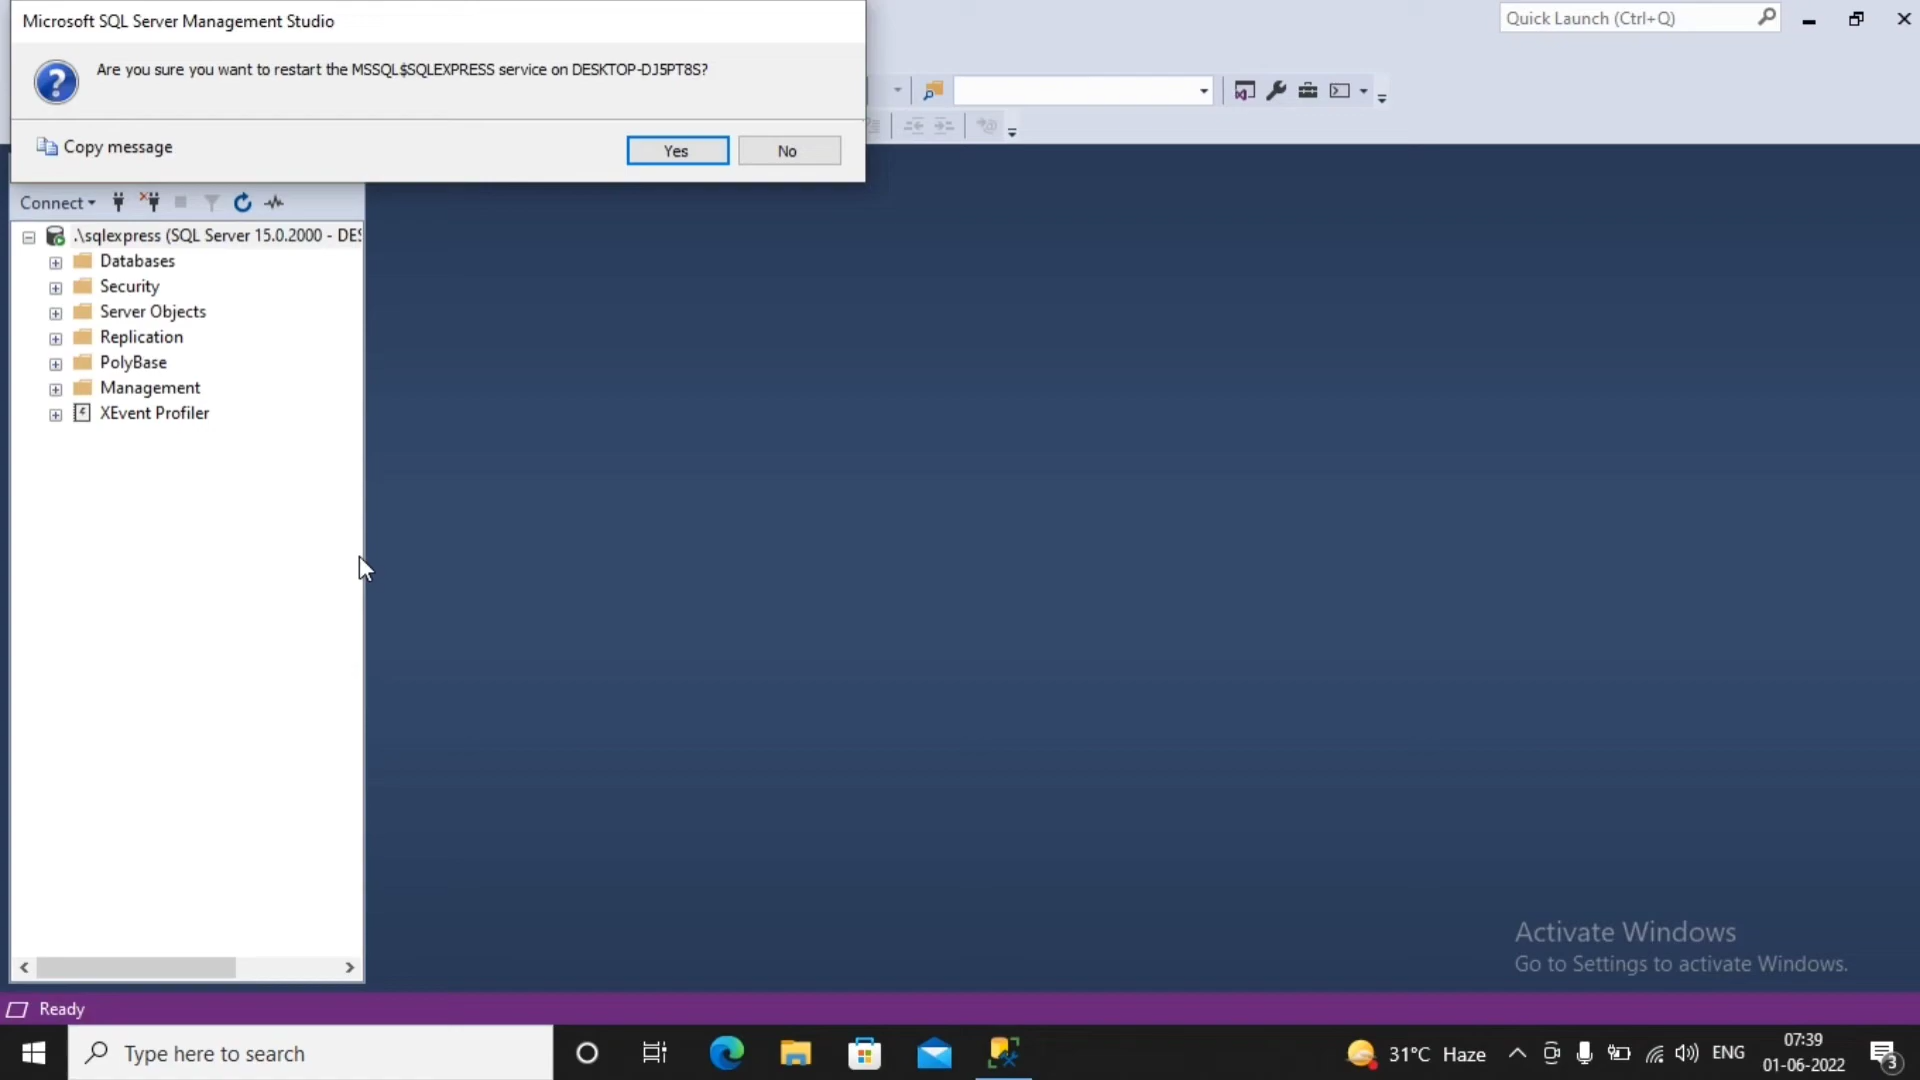 Microsoft SQL Server Management Studio
Quick Launch (Ctrl+Q)
Are you sure you want to restart the MSSQL$SQLEXPRESS service on DESKTOP-DJ5PT8S?
Copy message
Yes
No
Connect
.\sqlexpress (SQL Server 15.0.2000 - DES
Databases
Security
Server Objects
Replication
PolyBase
Management
XEvent Profiler
Activate Windows
Go to Settings to activate Windows.
Ready
Type here to search
31°C Haze
ENG
07:39
01-06-2022
3